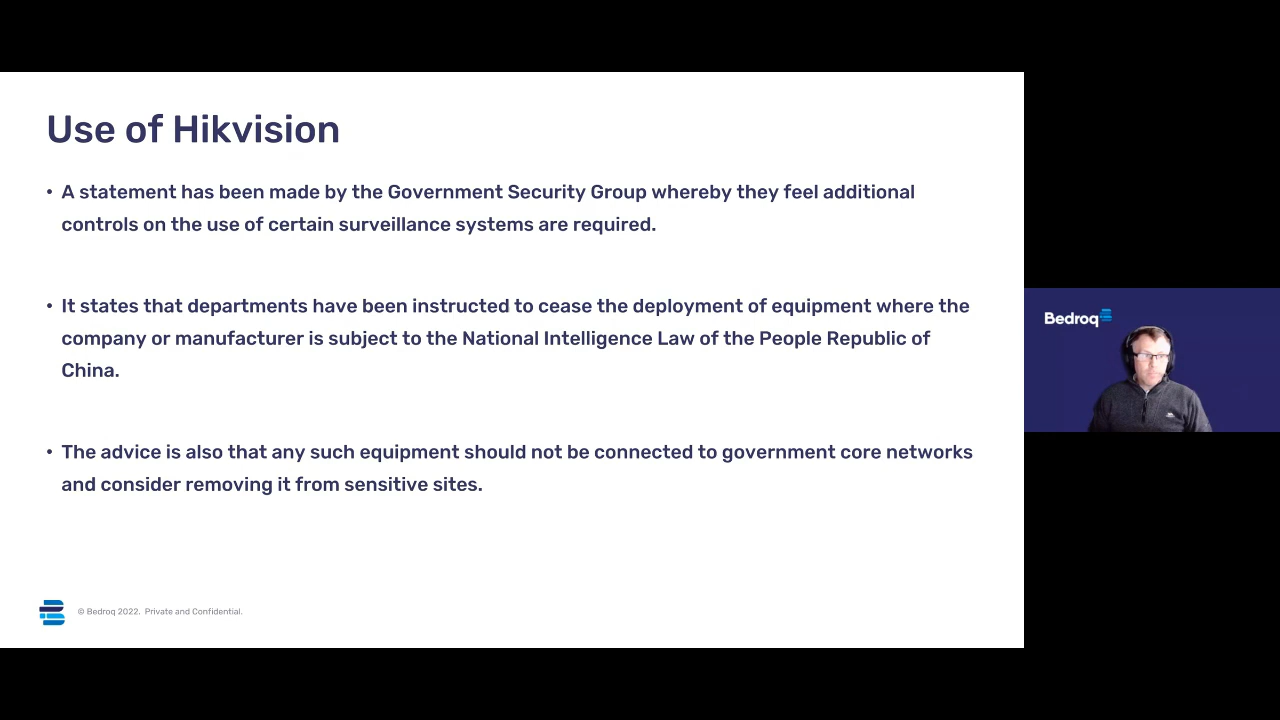 Use of Hikvision
• A statement has been made by the Government Security Group whereby they feel additional
controls on the use of certain surveillance systems are required.
• It states that departments have been instructed to cease the deployment of equipment where the
company or manufacturer is subject to the National Intelligence Law of the People Republic of
China.
• The advice is also that any such equipment should not be connected to government core networks
and consider removing it from sensitive sites.
© Bedroq 2022. Private and Confidential.
Bedroq